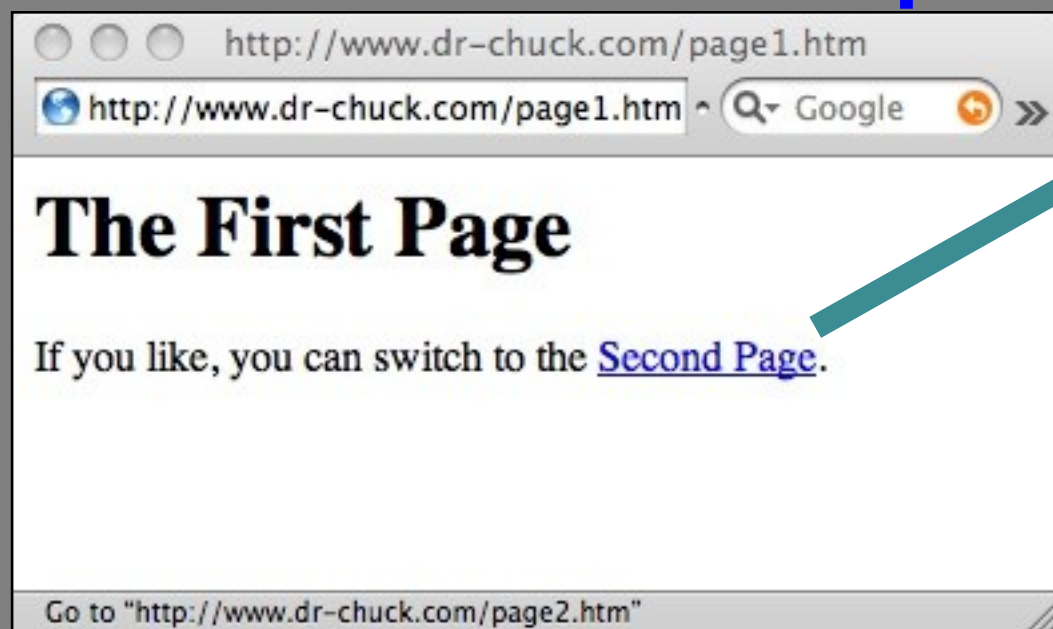 http://www.dr-chuck.com/page1.htm
http://www.dr-chuck.com/page1.htm Google
The First Page
If you like, you can switch to the Second Page.
Go to "http://www.dr-chuck.com/page2.htm"